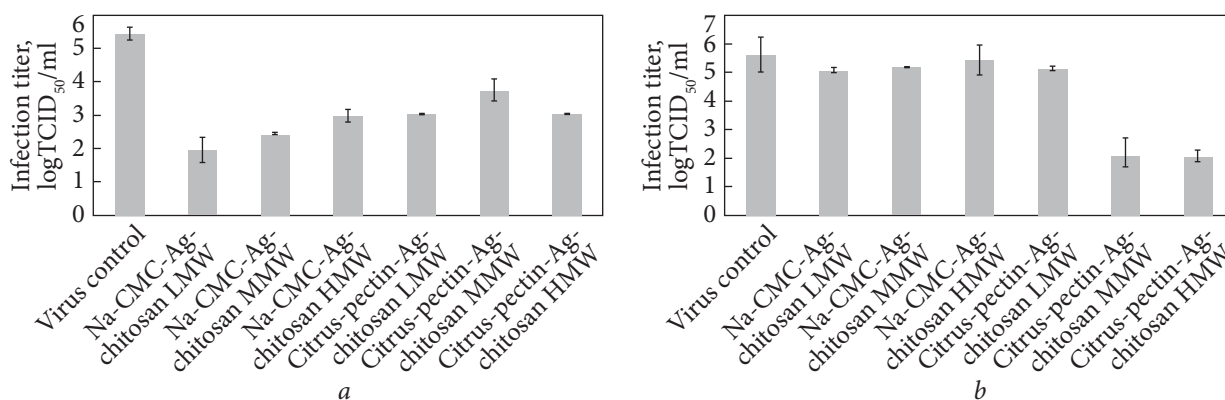 Infection titer,
logTCID50/ml
6
5
4
3
2
1
0
Virus control
Na-CMC-Ag-
chitosan LMW
Na-CMC-Ag-
chitosan MMW
Na-CMC-Ag-
chitosan HMW
Citrus-pectin-Ag-
chitosan LMW
Citrus-pectin-Ag-
chitosan MMW
Citrus-pectin-Ag-
chitosan HMW
a
Infection titer,
logTCID50/ml
7
6
5
4
3
2
1
0
Virus control
Na-CMC-Ag-
chitosan LMW
Na-CMC-Ag-
chitosan MMW
Na-CMC-Ag-
chitosan HMW
Citrus-pectin-Ag-
chitosan LMW
Citrus-pectin-Ag-
chitosan MMW
Citrus-pectin-Ag-
chitosan HMW
b